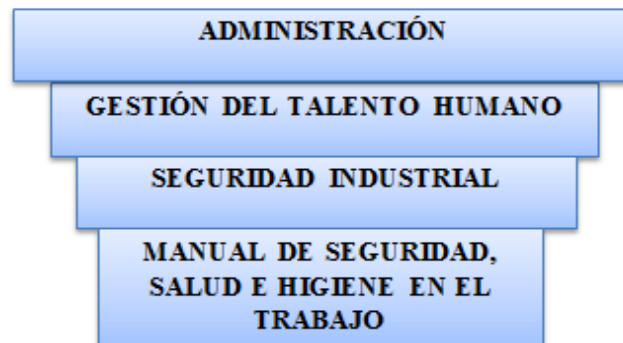 ADMINISTRACIÓN
GESTIÓN DEL TALENTO HUMANO
SEGURIDAD INDUSTRIAL
MANUAL DE SEGURIDAD,
SALUD E HIGIENE EN EL
TRABAJO